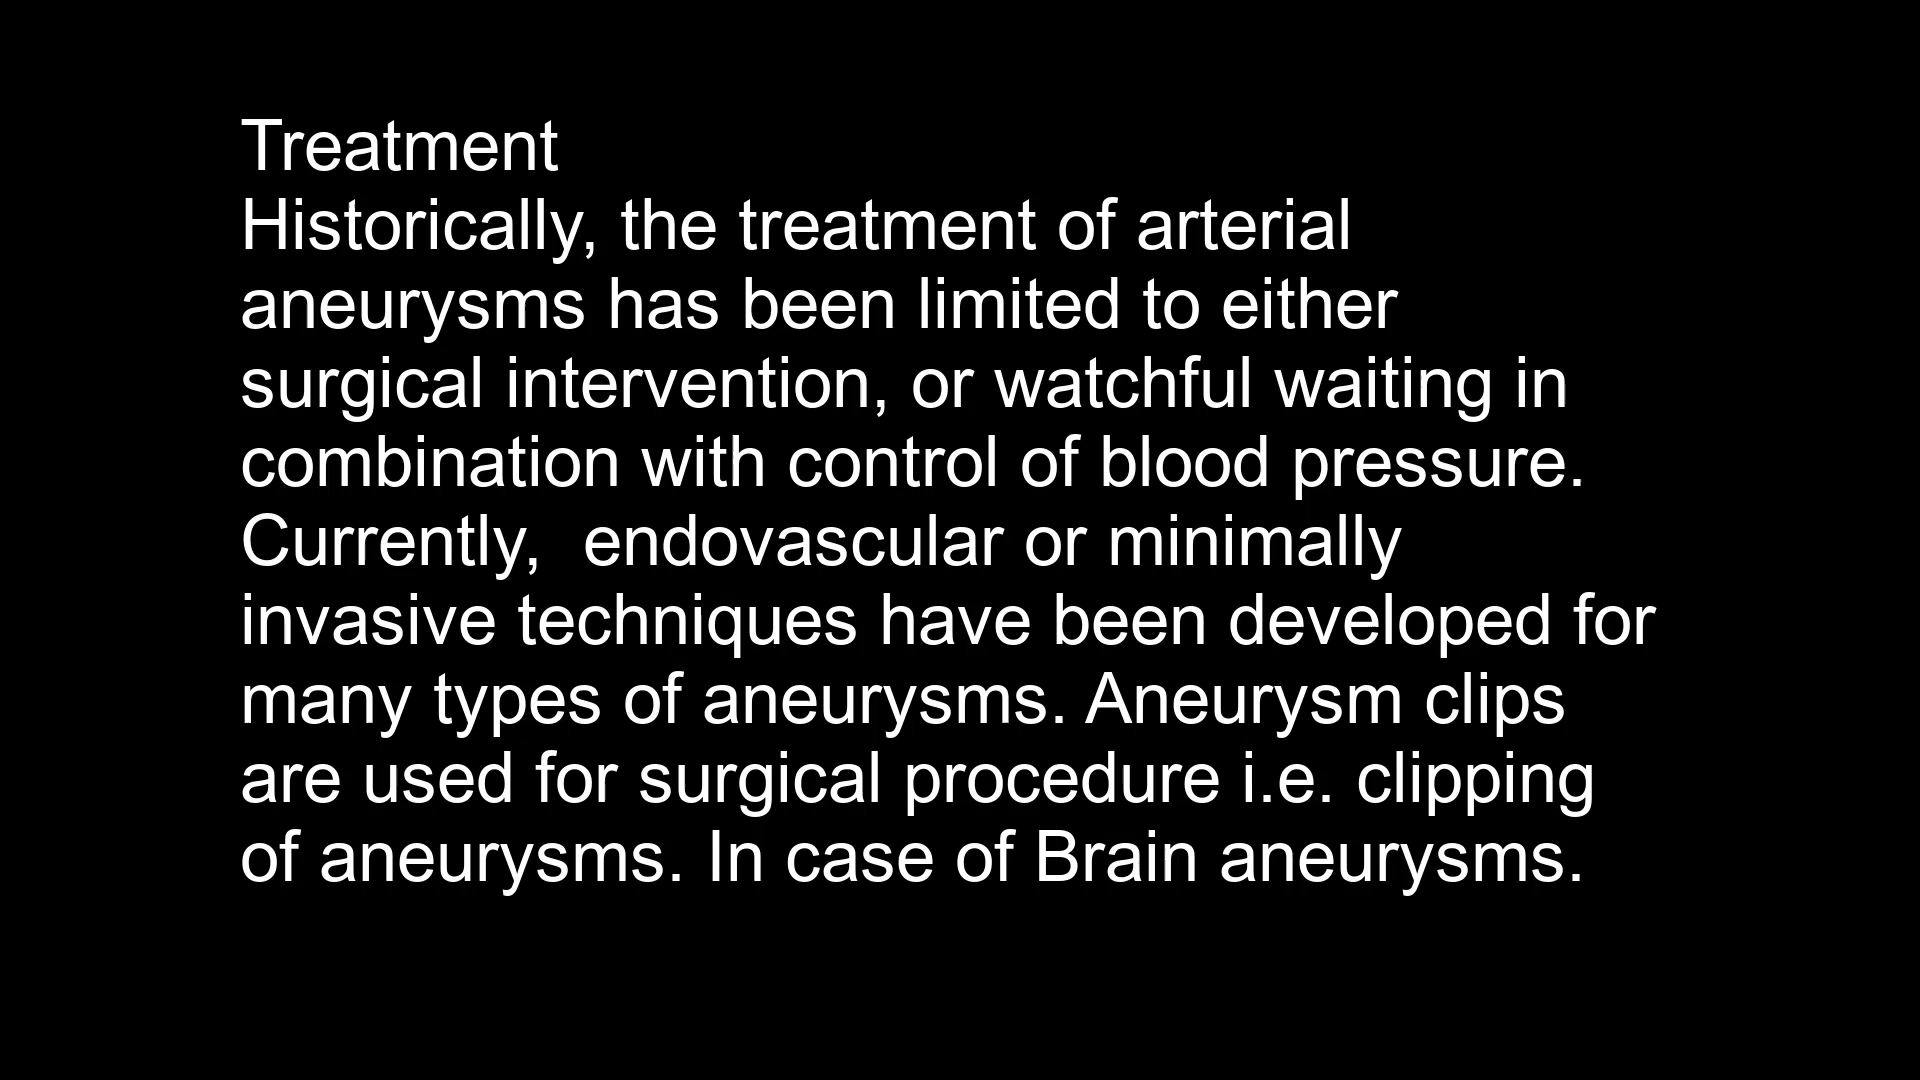 Treatment
Historically, the treatment of arterial
aneurysms has been limited to either
surgical intervention, or watchful waiting in
combination with control of blood pressure.
Currently,  endovascular or minimally
invasive techniques have been developed for
many types of aneurysms. Aneurysm clips
are used for surgical procedure i.e. clipping
of aneurysms. In case of Brain aneurysms.